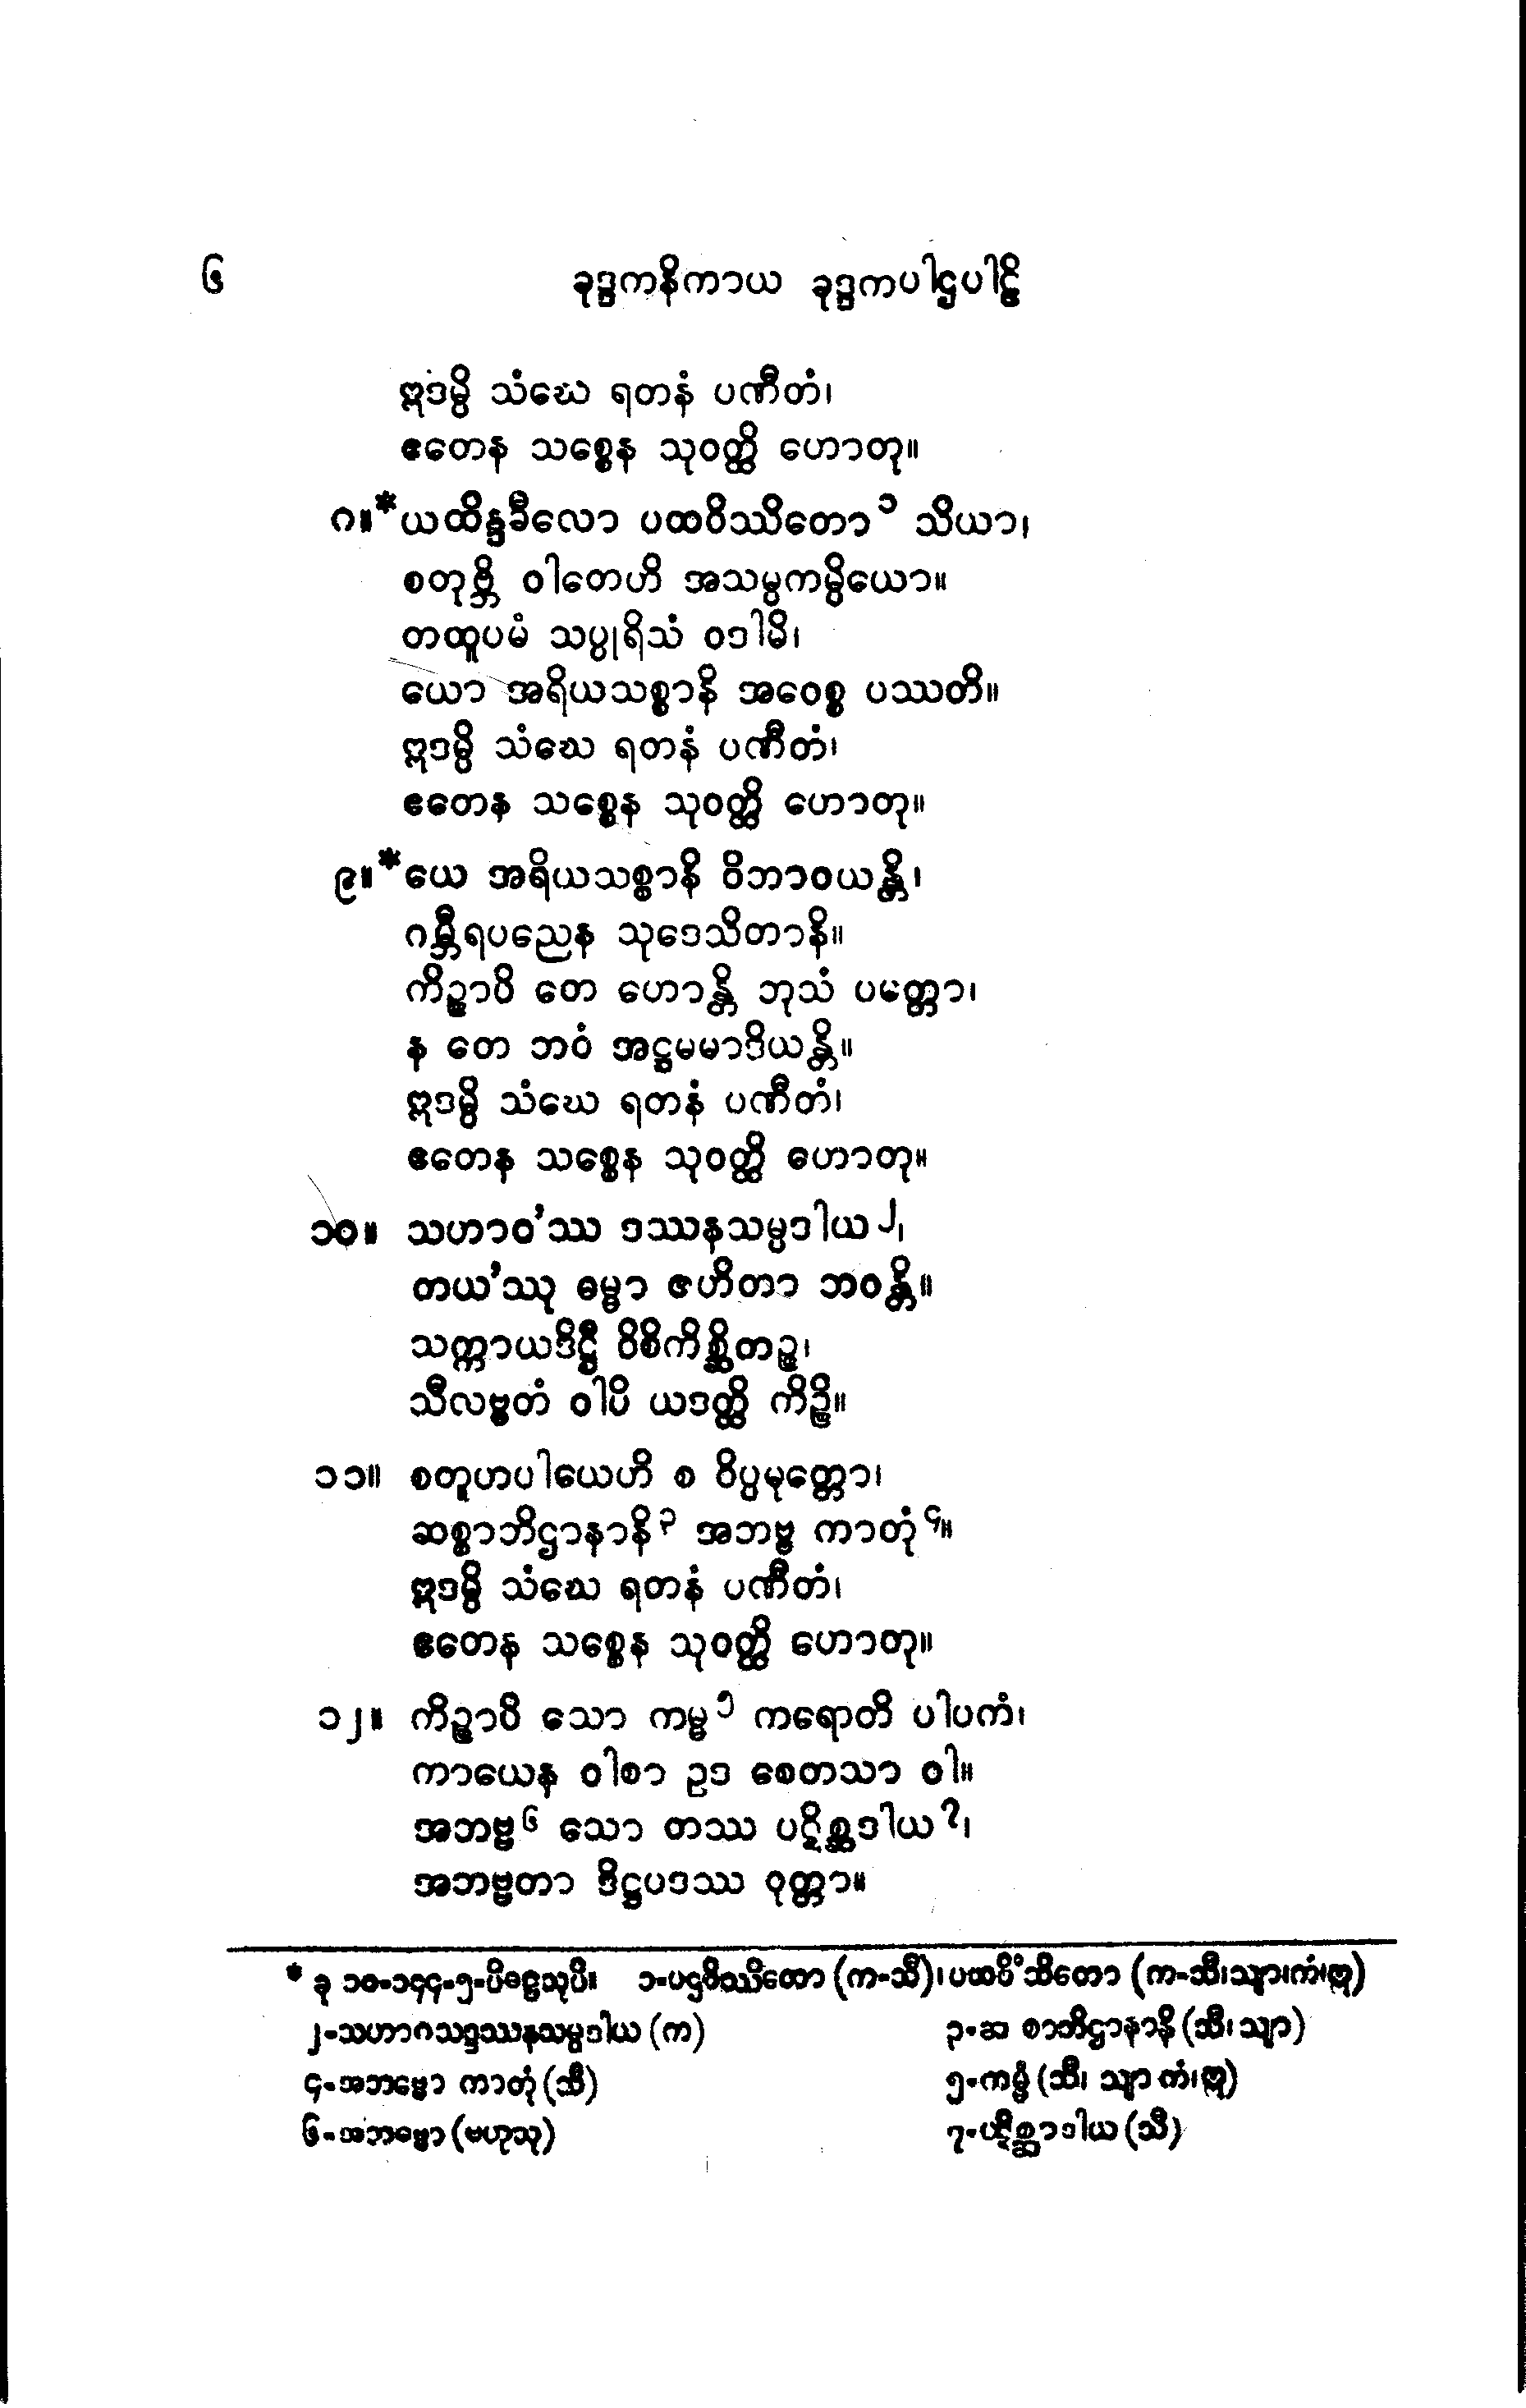 ၆ ခုဒ္ဒကနိကာယ ခုဒ္ဒကပါဌပါဠိ
ဣဒမ္ပိ သံဃေ ရတနံ ပဏီတံ၊
ဧတေန သစ္စေန သုဝတ္ထိ ဟောတု။
၈။*ယထိန္ဒခီလော ပထဝိဿိတော၁ သိယာ၊
စတုဗ္ဘိ ဝါတေဟိ အသမ္ပကမ္ပိယော။
တထူပမံ သပ္ပုရိသံ ဝဒါမိ၊
ယော အရိယသစ္စာနိ အဝေစ္စ ပဿတိ။
ဣဒမ္ပိ သံဃေ ရတနံ ပဏီတံ၊
ဧတေန သစ္စေန သုဝတ္ထိ ဟောတု။
၉။*ယေ အရိယသစ္စာနိ ဝိဘာဝယန္တိ၊
ဂမ္ဘီရပညေန သုဒေသိတာနိ။
ကိဉ္စာပိ တေ ဟောန္တိ ဘုသံ ပမတ္တာ၊
န တေ ဘဝံ အဋ္ဌမမာဒိယန္တိ။
ဣဒမ္ပိ သံဃေ ရတနံ ပဏီတံ၊
ဧတေန သစ္စေန သုဝတ္ထိ ဟောတု။
၁၀။ သဟာဝ’ဿ ဒဿနသမ္ပဒါယ၂၊
တယ’ဿု ဓမ္မာ ဇဟိတာ ဘဝန္တိ။
သက္ကာယဒိဋ္ဌီ ဝိစိကိစ္ဆိတဉ္စ၊
သီလဗ္ဗတံ ဝါပိ ယဒတ္ထိ ကိဉ္စိ။
၁၁။ စတူဟပါယေဟိ စ ဝိပ္ပမုတ္တော၊
ဆစ္စာဘိဌာနာနိ၃ အဘဗ္ဗ ကာတုံ၄။
ဣဒမ္ပိ သံဃေ ရတနံ ပဏီတံ၊
ဧတေန သစ္စေန သုဝတ္ထိ ဟောတု။
၁၂။ ကိဉ္စာပိ သော ကမ္မ၅ ကရောတိ ပါပကံ၊
ကာယေန ဝါစာ ဥဒ စေတသာ ဝါ။
အဘဗ္ဗ၆ သော တဿ ပဋိစ္ဆဒါယ၇၊
အဘဗ္ဗတာ ဒိဋ္ဌပဒဿ ဝုတ္တာ။
* ခု ၁၀-၁၄၄-၅-ပိဋ္ဌေသုပိ။ ၁-ပဌဝိဿိတော (က-သီ)၊ ပထဝိံ သိတော (က-သီ၊သျာ၊ကံ၊ဣ)
၂-သဟာဂသဒ္ဒဿနသမ္ပဒါယ (က) ၃-ဆ စာဘိဌာနာနိ (သီ၊ သျာ)
၄-အဘဗ္ဗော ကာတုံ (သီ) ၅-ကမ္မံ (သီ၊ သျာ ကံ၊ဣ)
၆-အဘဗ္ဗော (ဗဟုသု) ၇-ပဋိစ္ဆာဒါယ (သီ)